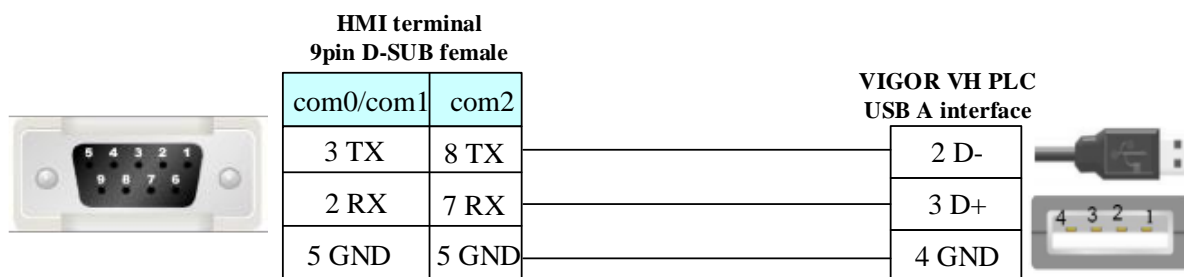 HMI terminal
9pin D-SUB female
VIGOR VH PLC
USB A interface
com0/com1 com2
3 TX 8 TX 2 D-
2 RX 7 RX 3 D+
5 GND 5 GND 4 GND
5 4 3 2 1
9 8 7 6
4 3 2 1